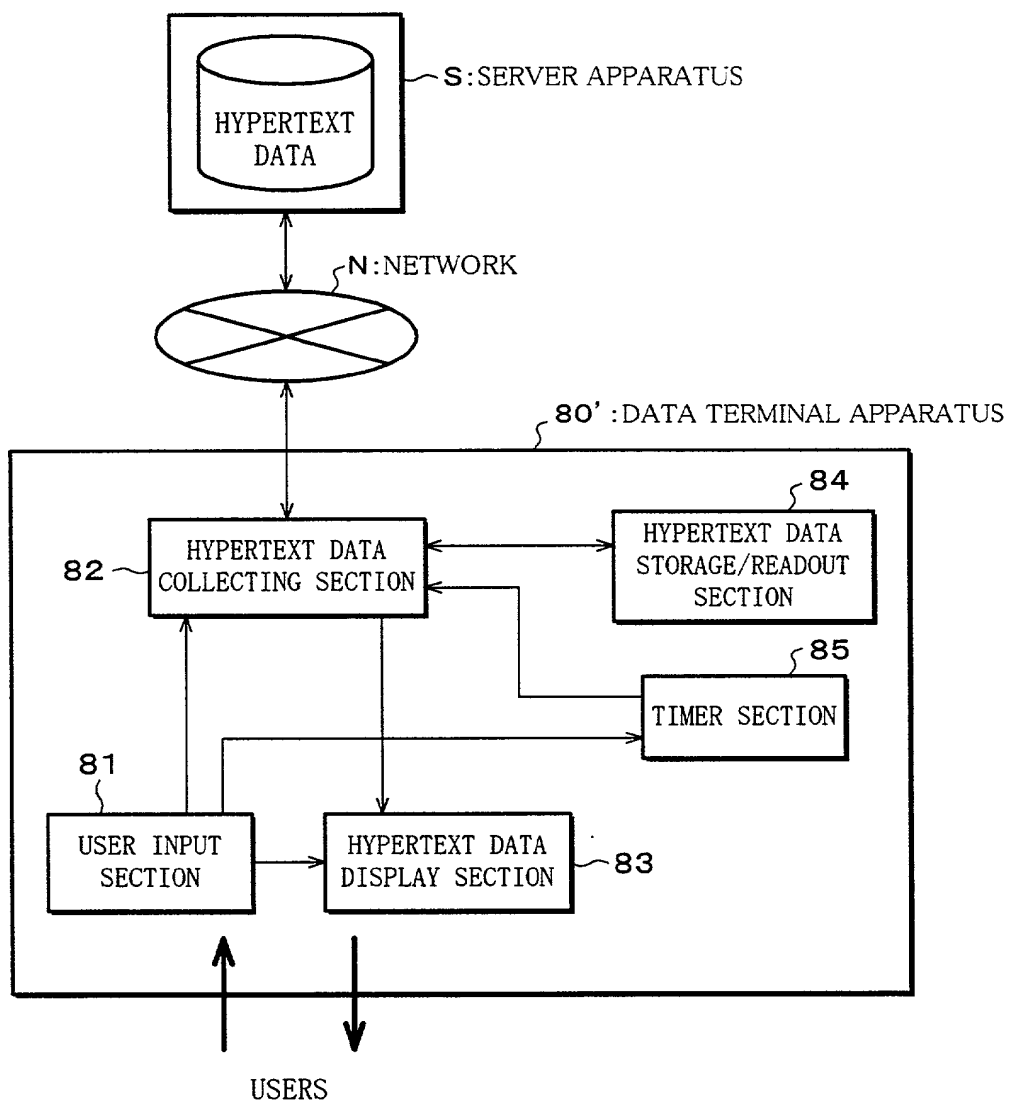 S:SERVER APPARATUS
HYPERTEXT
DATA
N:NETWORK
80':DATA TERMINAL APPARATUS
84
HYPERTEXT DATA
STORAGE/READOUT
SECTION
82
HYPERTEXT DATA
COLLECTING SECTION
85
TIMER SECTION
81
USER INPUT
SECTION
HYPERTEXT DATA
DISPLAY SECTION
83
USERS